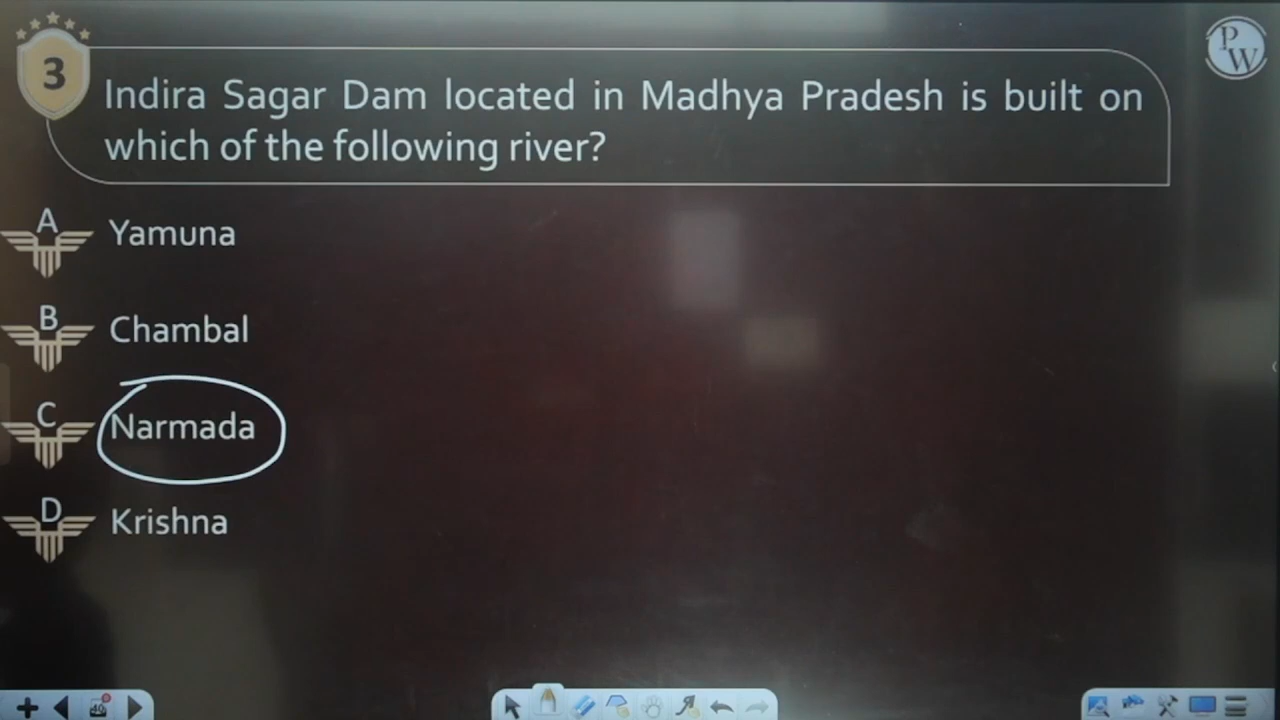 3
PW
Indira Sagar Dam located in Madhya Pradesh is built on
which of the following river?
A Yamuna
B Chambal
C Narmada
D Krishna